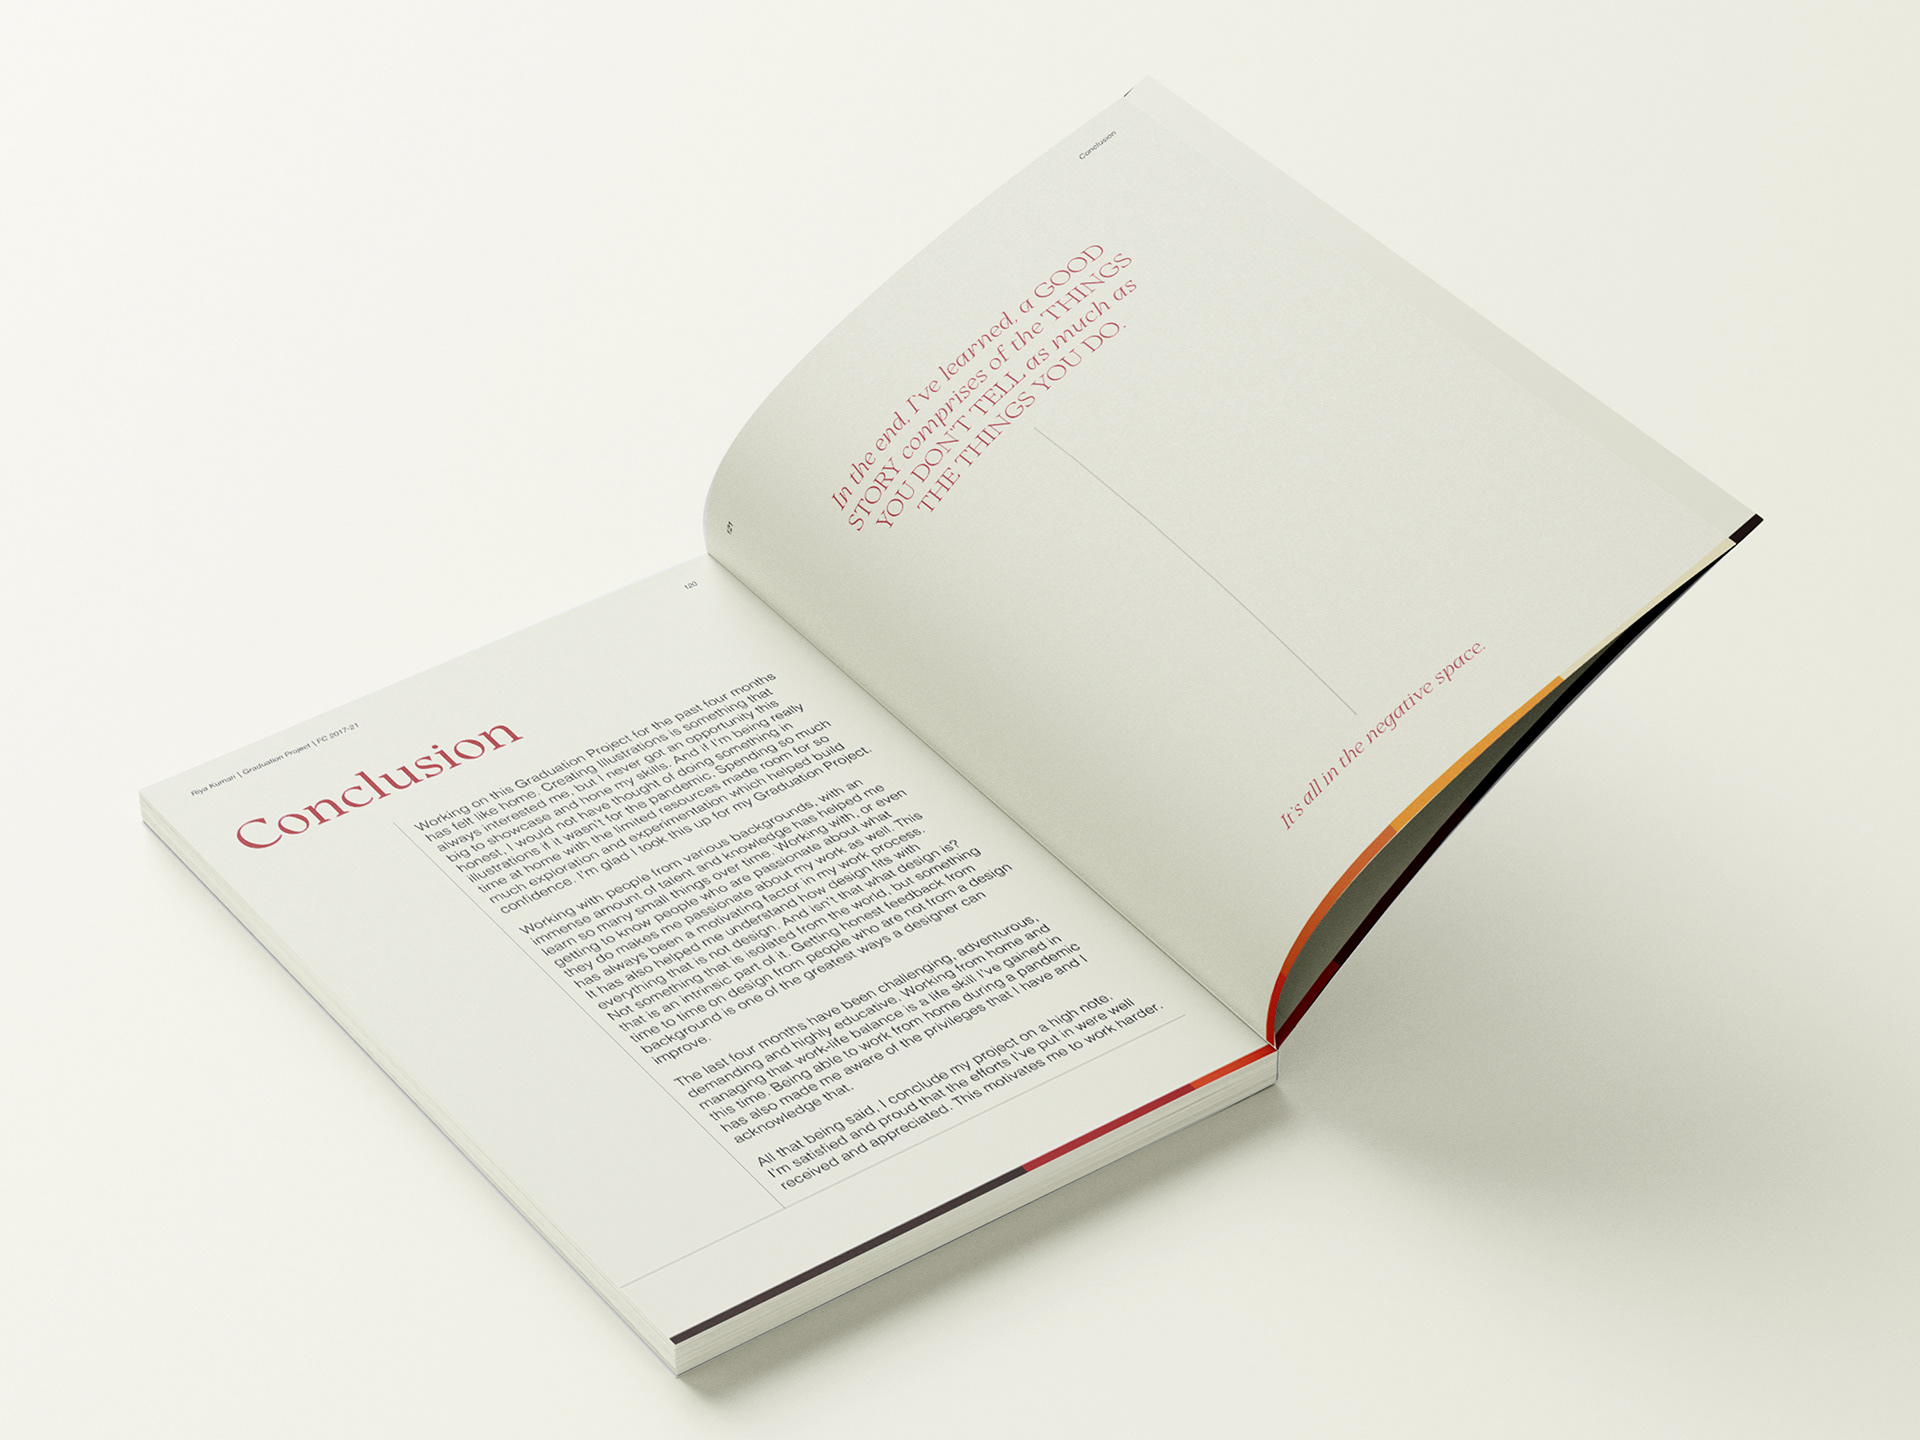 Riya Kumari | Graduation Project | FC 2017-21
120
Conclusion
Working on this Graduation Project for the past four months
has felt like home. Creating Illustrations is something that
always interested me, but I never got an opportunity this
big to showcase and hone my skills. And if I'm being really
honest, I would not have thought of doing something in
illustrations if it wasn't for the pandemic. Spending so much
time at home with the limited resources made room for so
much exploration and experimentation which helped build
confidence. I'm glad I took this up for my Graduation Project.
Working with people from various backgrounds, with an
immense amount of talent and knowledge has helped me
learn so many small things over time. Working with, or even
getting to know people who are passionate about what
they do makes me passionate about my work as well. This
has always been a motivating factor in my work process.
It has also helped me understand how design fits with
everything that is not design. And isn't that what design is?
Not something that is isolated from the world, but something
that is an intrinsic part of it. Getting honest feedback from
time to time on design from people who are not from a design
background is one of the greatest ways a designer can
improve.
The last four months have been challenging, adventurous,
demanding and highly educative. Working from home and
managing that work-life balance is a life skill I've gained in
this time. Being able to work from home during a pandemic
has also made me aware of the privileges that I have and I
acknowledge that.
All that being said, I conclude my project on a high note.
I'm satisfied and proud that the efforts I've put in were well
received and appreciated. This motivates me to work harder.
Conclusion
In the end, I've learned, a GOOD
STORY comprises of the THINGS
YOU DON'T TELL as much as
THE THINGS YOU DO.
It's all in the negative space.